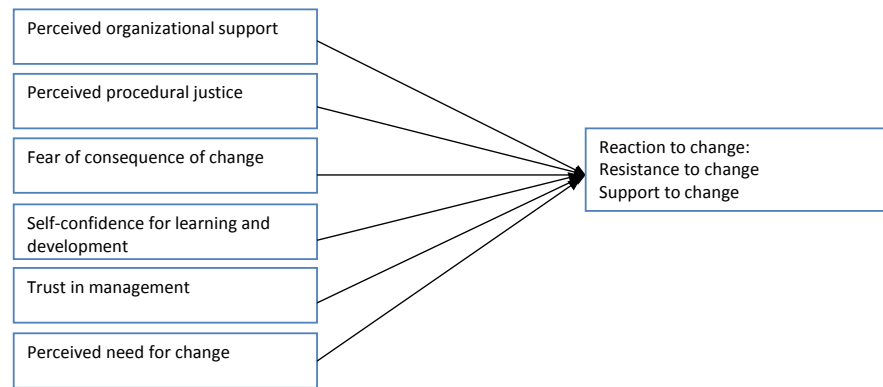 Perceived organizational support
Perceived procedural justice
Fear of consequence of change
Self-confidence for learning and
development
Trust in management
Perceived need for change
Reaction to change:
Resistance to change
Support to change